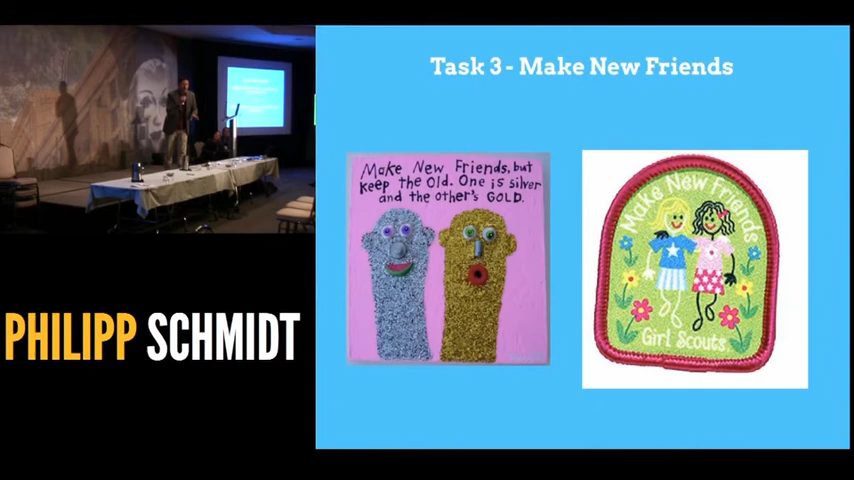 Task 3 - Make New Friends
Make New Friends, but
keep the Old. One is silver
and the other's GOLD.
Make New Friends
Girl Scouts
PHILIPP SCHMIDT